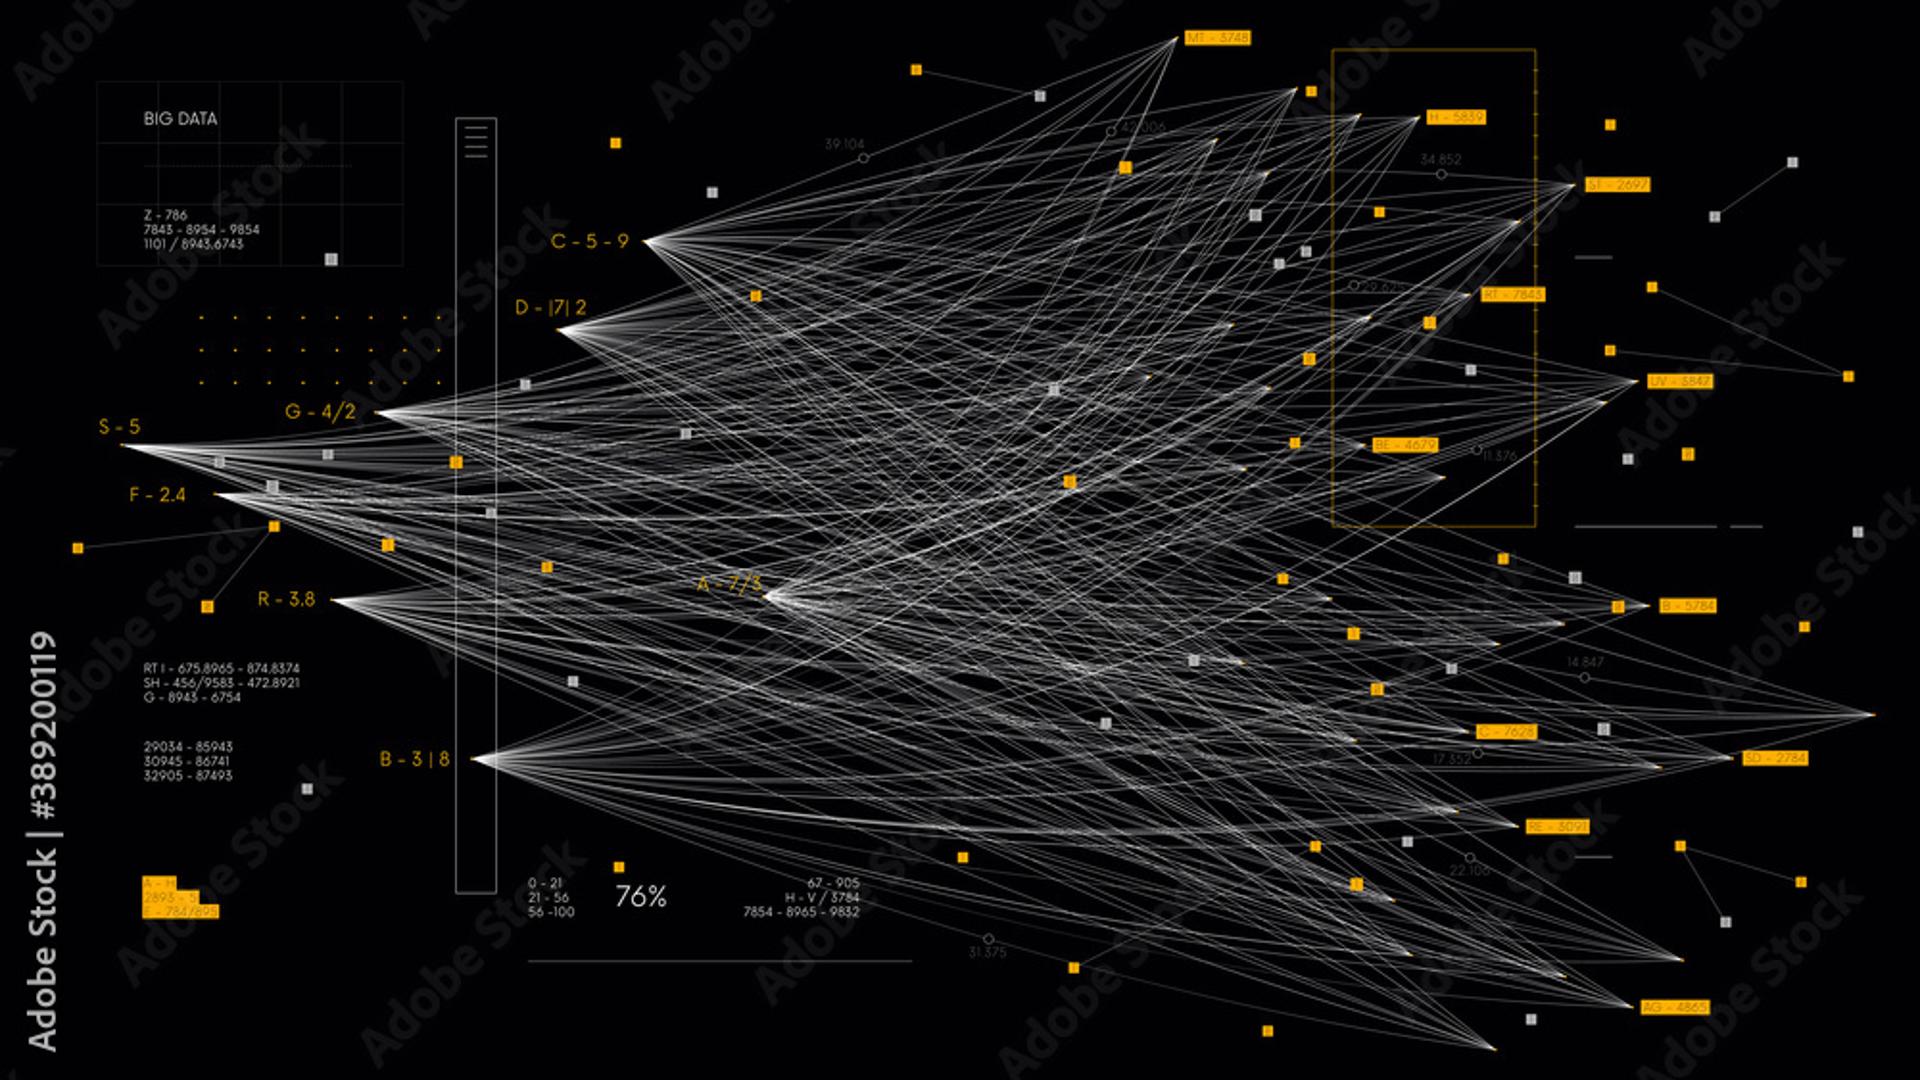 MT - 3748
BIG DATA
H - 5839
42.006
39.104
34.852
ST - 2697
Z - 786
7843 - 8954 - 9854
1101 / 8943.6743
C - 5 - 9
RT - 7843
D - |7| 2
UV - 3847
G - 4/2
S - 5
BE - 4679
11.376
F - 2.4
A - 7/3
R - 3.8
B - 5784
14.847
RT I - 675.8965 - 874.8374
SH - 456/9583 - 472.8921
G - 8943 - 6754
C - 7628
29034 - 85943
30945 - 86741
32905 - 87493
B - 3 | 8
17.352
SD - 2784
RE - 3091
22.106
A - H
2893 - 5
E - 784/895
0 - 21
21 - 56
56 -100
76%
67 - 905
H - V / 3784
7854 - 8965 - 9832
31.375
AG - 4865
Adobe Stock | #389200119